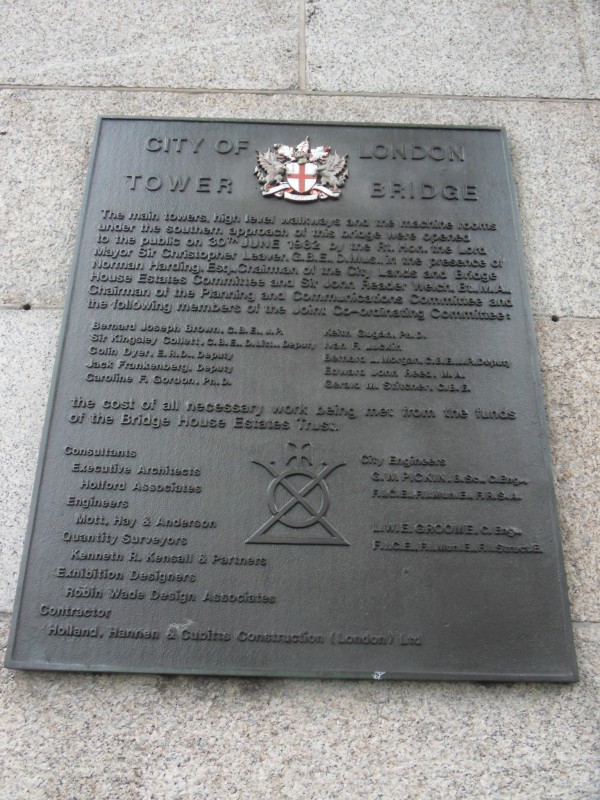 CITY OF LONDON
TOWER BRIDGE
The main towers, high level walkways and the machine rooms
under the southern approach of this bridge were opened
to the public on 30TH JUNE 1982 by the Rt. Hon. the Lord
Mayor Sir Christopher Leaver, G.B.E., D.Mus., in the presence of
Norman Harding, Esq., Chairman of the City Lands and Bridge
House Estates Committee and Sir John Reader Welch, Bt., M.A.,
Chairman of the Planning and Communications Committee and
the following members of the Joint Co-ordinating Committee:
Bernard Joseph Brown, C.B.E., J.P.
Sir Kingsley Collett, C.B.E., D.Litt., Deputy
Colin Dyer, E.R.D., Deputy
Jack Frankenberg, Deputy
Caroline F. Gordon, Ph.D.
Keith Gugan, Ph.D.
Ivan F. Luckin
Bernard L. Morgan, C.B.E., J.P., Deputy
Edward John Reed, M.A.
Gerald M. Stitcher, C.B.E.
the cost of all necessary work being met from the funds
of the Bridge House Estates Trust.
Consultants
Executive Architects
Holford Associates
Engineers
Mott, Hay & Anderson
Quantity Surveyors
Kenneth R. Kensall & Partners
Exhibition Designers
Robin Wade Design Associates
Contractor
Holland, Hannen & Cubitts Construction (London) Ltd
City Engineers
G.W. PICKIN, B.Sc., C.Eng.,
F.I.C.E., F.I.Mun.E., F.R.S.A.
L.W.E. GROOME, C.Eng.,
F.I.C.E., F.I.Mun.E., F.I.Struct.E.